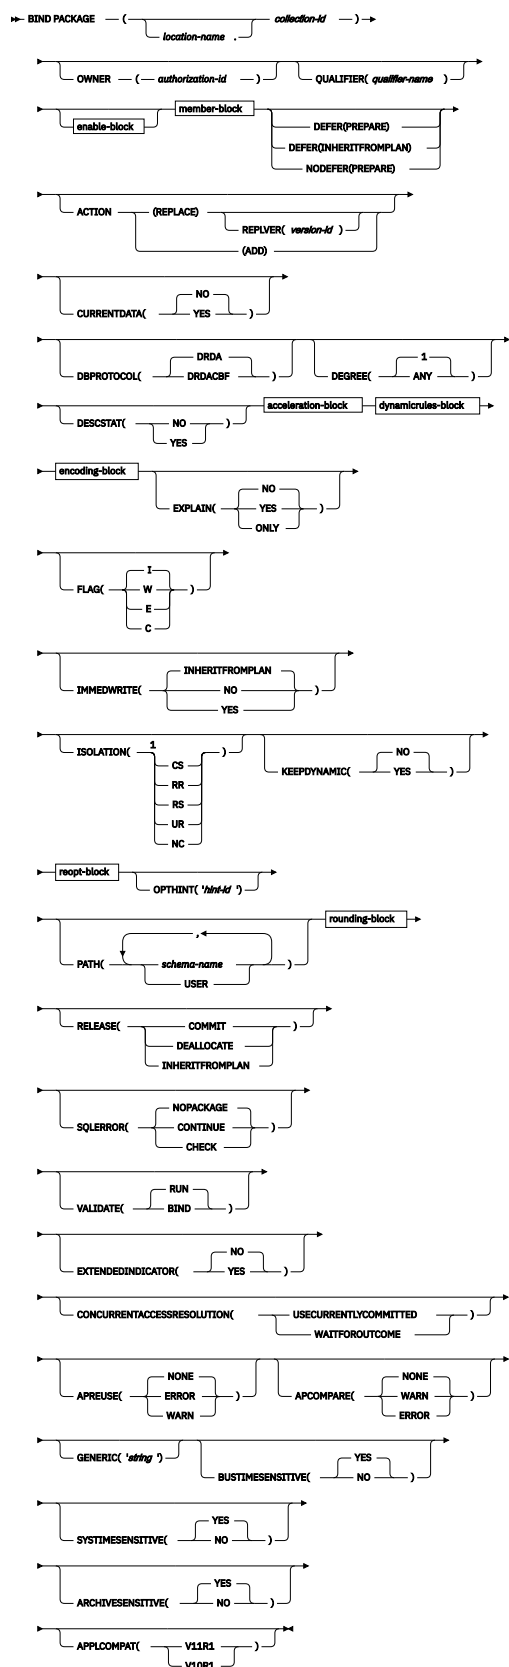 BIND PACKAGE ( collection-id )
location-name .
OWNER ( authorization-id ) QUALIFIER( qualifier-name )
enable-block member-block
DEFER(PREPARE)
DEFER(INHERITFROMPLAN)
NODEFER(PREPARE)
ACTION (REPLACE)
REPLVER( version-id )
(ADD)
NO
CURRENTDATA( YES )
DRDA 1
DBPROTOCOL( DRDACBF ) DEGREE( ANY )
acceleration-block dynamicrules-block
DESCSTAT( NO )
YES
encoding-block
NO
EXPLAIN( YES )
ONLY
I
FLAG( W )
E
C
INHERITFROMPLAN
IMMEDWRITE( NO )
YES
ISOLATION( 1 )
CS
RR
RS
UR
NC
NO
KEEPDYNAMIC( YES )
reopt-block
OPTHINT( 'hint-id ')
rounding-block
,
PATH( schema-name )
USER
RELEASE( COMMIT )
DEALLOCATE
INHERITFROMPLAN
NOPACKAGE
SQLERROR( CONTINUE )
CHECK
RUN
VALIDATE( BIND )
NO
EXTENDEDINDICATOR( YES )
CONCURRENTACCESSRESOLUTION( USECURRENTLYCOMMITTED )
WAITFOROUTCOME
NONE NONE
APREUSE( ERROR ) APCOMPARE( WARN )
WARN ERROR
GENERIC( 'string ')
YES
BUSTIMESENSITIVE( NO )
YES
SYSTIMESENSITIVE( NO )
YES
ARCHIVESENSITIVE( NO )
APPLCOMPAT( V11R1 )
V10R1